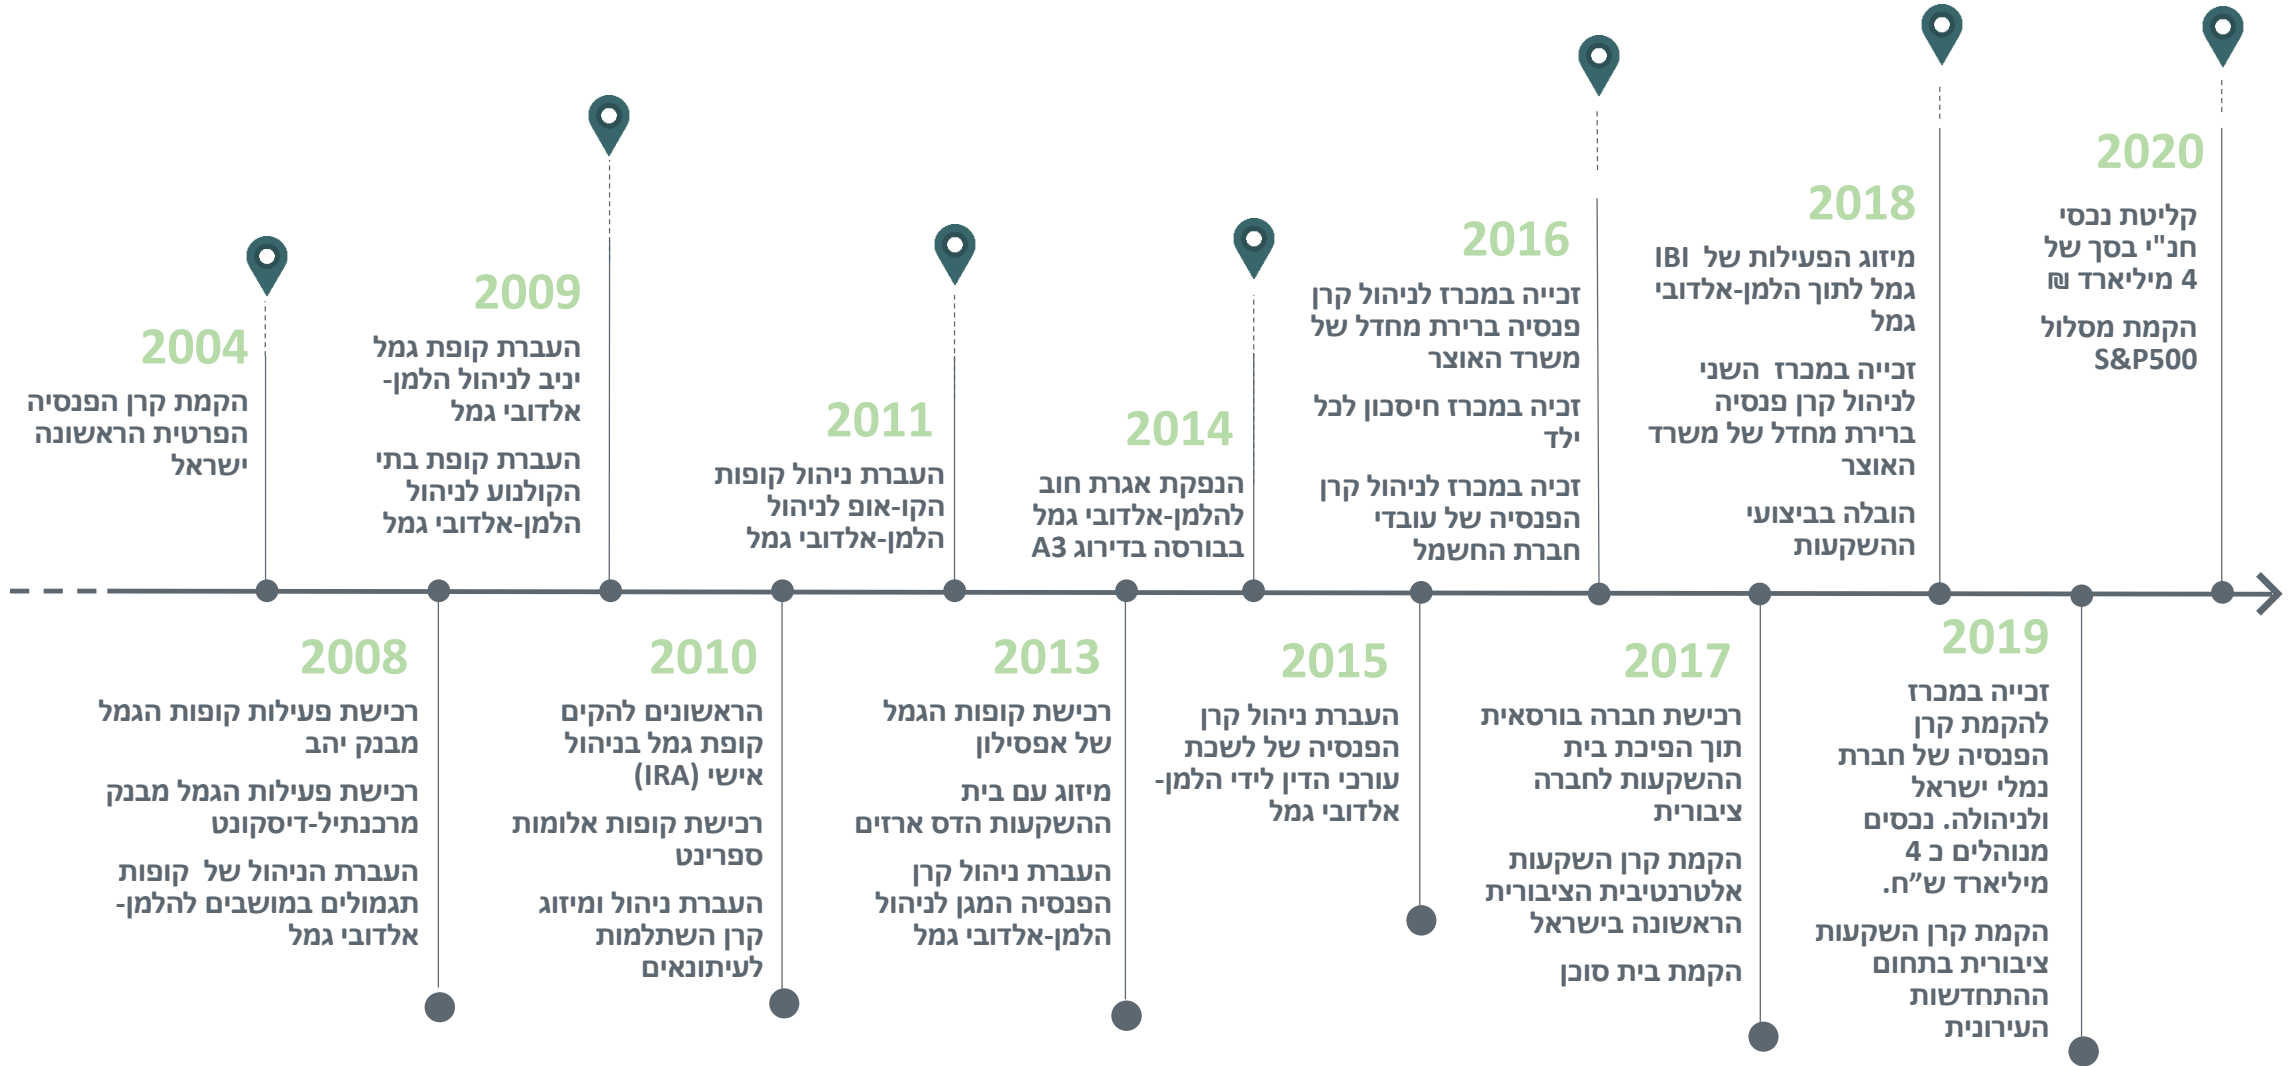 2004
הקמת קרן הפנסיה
הפרטית הראשונה
ישראל
2008
רכישת פעילות קופות הגמל
מבנק יהב
רכישת פעילות הגמל מבנק
מרכנתיל-דיסקונט
העברת הניהול של קופות
תגמולים במושבים להלמן-
אלדובי גמל
2009
העברת קופת גמל
יניב לניהול הלמן-
אלדובי גמל
העברת קופת בתי
הקולנוע לניהול
הלמן-אלדובי גמל
2010
הראשונים להקים
קופת גמל בניהול
אישי (IRA)
רכישת קופות אלומות
ספרינט
העברת ניהול ומיזוג
קרן השתלמות
לעיתונאים
2011
העברת ניהול קופות
הקו-אופ לניהול
הלמן-אלדובי גמל
2013
רכישת קופות הגמל
של אפסילון
מיזוג עם בית
ההשקעות הדס ארזים
העברת ניהול קרן
הפנסיה המגן לניהול
הלמן-אלדובי גמל
2014
הנפקת אגרת חוב
להלמן-אלדובי גמל
בבורסה בדירוג A3
2015
העברת ניהול קרן
הפנסיה של לשכת
עורכי הדין לידי הלמן-
אלדובי גמל
2016
זכייה במכרז לניהול קרן
פנסיה ברירת מחדל של
משרד האוצר
זכיה במכרז חיסכון לכל
ילד
זכיה במכרז לניהול קרן
הפנסיה של עובדי
חברת החשמל
2017
רכישת חברה בורסאית
תוך הפיכת בית
ההשקעות לחברה
ציבורית
הקמת קרן השקעות
אלטרנטיבית הציבורית
הראשונה בישראל
הקמת בית סוכן
2018
מיזוג הפעילות של IBI
גמל לתוך הלמן-אלדובי
גמל
זכייה במכרז השני
לניהול קרן פנסיה
ברירת מחדל של משרד
האוצר
הובלה בביצועי
ההשקעות
2019
זכייה במכרז
להקמת קרן
הפנסיה של חברת
נמלי ישראל
ולניהולה. נכסים
מנוהלים כ 4
מיליארד ש״ח.
הקמת קרן השקעות
ציבורית בתחום
ההתחדשות
העירונית
2020
קליטת נכסי
חנ"י בסך של
4 מיליארד ₪
הקמת מסלול
S&P500